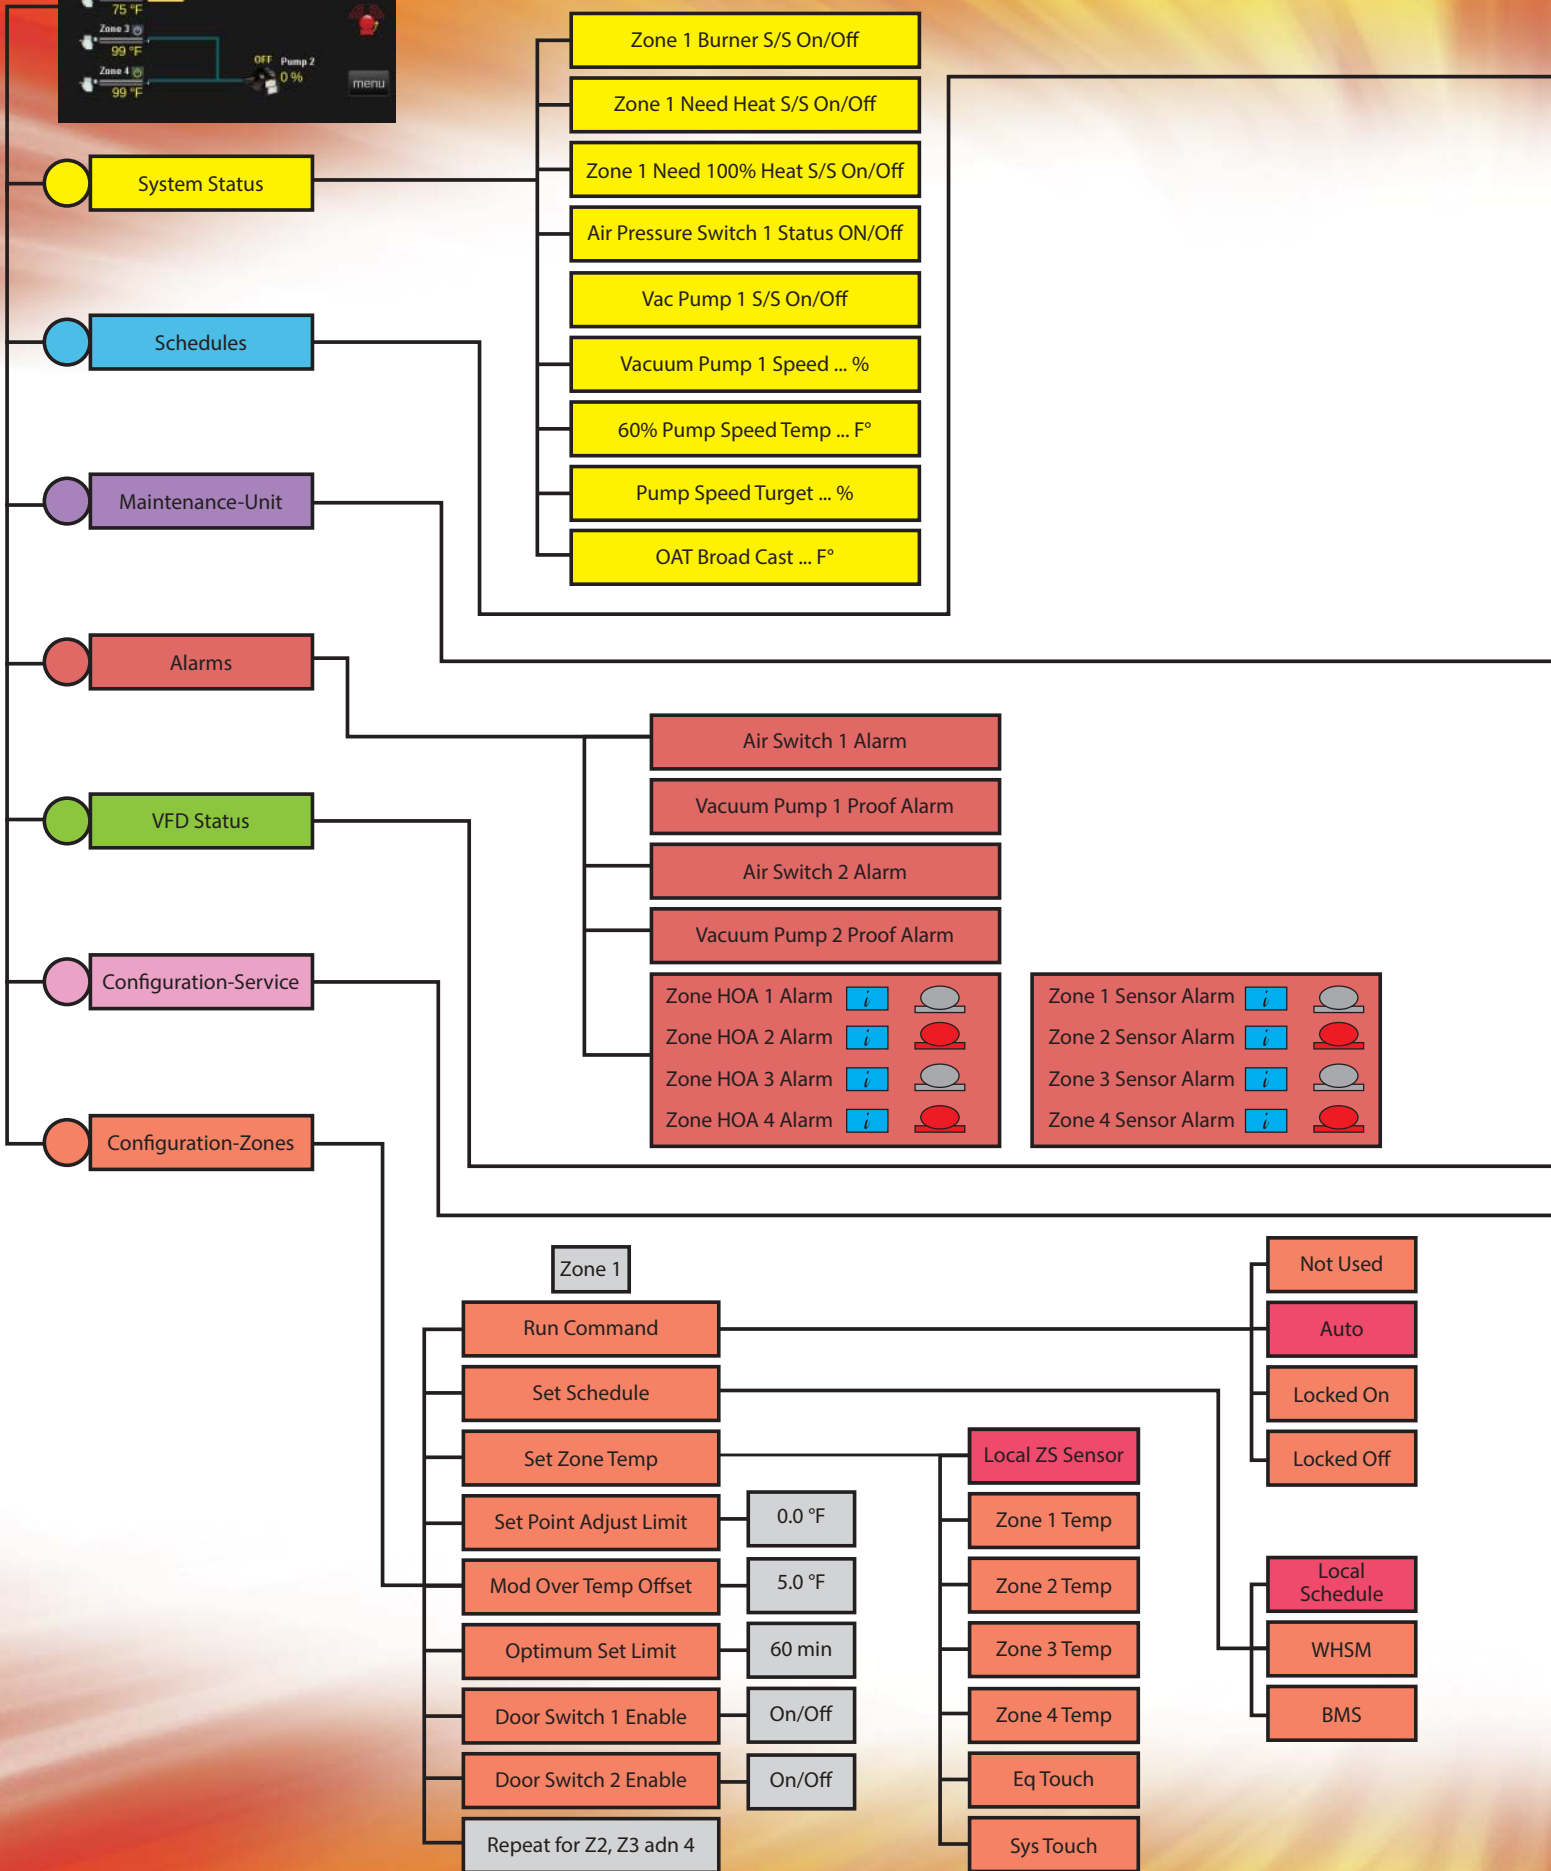 75 °F
Zone 3
99 °F
Zone 4
99 °F
OFF Pump 2
0 %
menu
System Status
Schedules
Maintenance-Unit
Alarms
VFD Status
Configuration-Service
Configuration-Zones
Zone 1 Burner S/S On/Off
Zone 1 Need Heat S/S On/Off
Zone 1 Need 100% Heat S/S On/Off
Air Pressure Switch 1 Status ON/Off
Vac Pump 1 S/S On/Off
Vacuum Pump 1 Speed ... %
60% Pump Speed Temp ... F°
Pump Speed Turget ... %
OAT Broad Cast ... F°
Air Switch 1 Alarm
Vacuum Pump 1 Proof Alarm
Air Switch 2 Alarm
Vacuum Pump 2 Proof Alarm
Zone HOA 1 Alarm i
Zone HOA 2 Alarm i
Zone HOA 3 Alarm i
Zone HOA 4 Alarm i
Zone 1 Sensor Alarm i
Zone 2 Sensor Alarm i
Zone 3 Sensor Alarm i
Zone 4 Sensor Alarm i
Zone 1
Run Command
Set Schedule
Set Zone Temp
Set Point Adjust Limit
0.0 °F
Mod Over Temp Offset
5.0 °F
Optimum Set Limit
60 min
Door Switch 1 Enable
On/Off
Door Switch 2 Enable
On/Off
Repeat for Z2, Z3 adn 4
Local ZS Sensor
Zone 1 Temp
Zone 2 Temp
Zone 3 Temp
Zone 4 Temp
Eq Touch
Sys Touch
Not Used
Auto
Locked On
Locked Off
Local
Schedule
WHSM
BMS